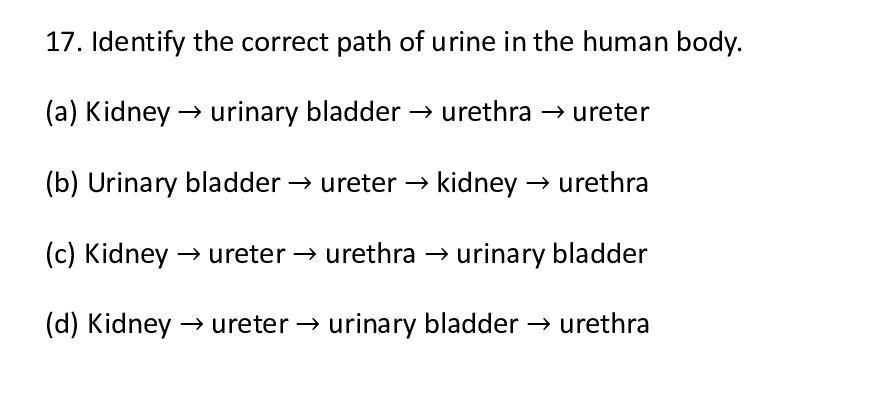 17. Identify the correct path of urine in the human body.
(a) Kidney → urinary bladder → urethra → ureter
(b) Urinary bladder → ureter → kidney → urethra
(c) Kidney → ureter → urethra → urinary bladder
(d) Kidney → ureter → urinary bladder → urethra